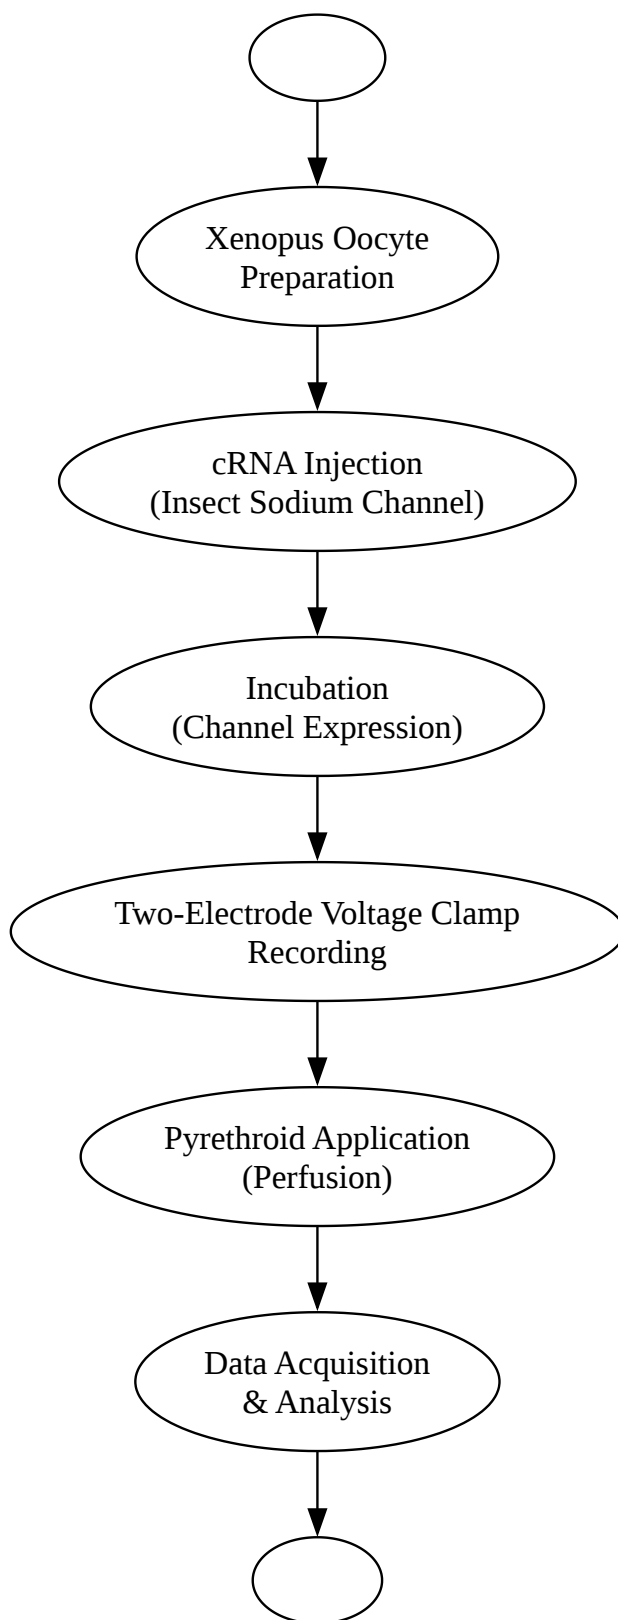 Xenopus Oocyte
Preparation
cRNA Injection
(Insect Sodium Channel)
Incubation
(Channel Expression)
Two-Electrode Voltage Clamp
Recording
Pyrethroid Application
(Perfusion)
Data Acquisition
& Analysis